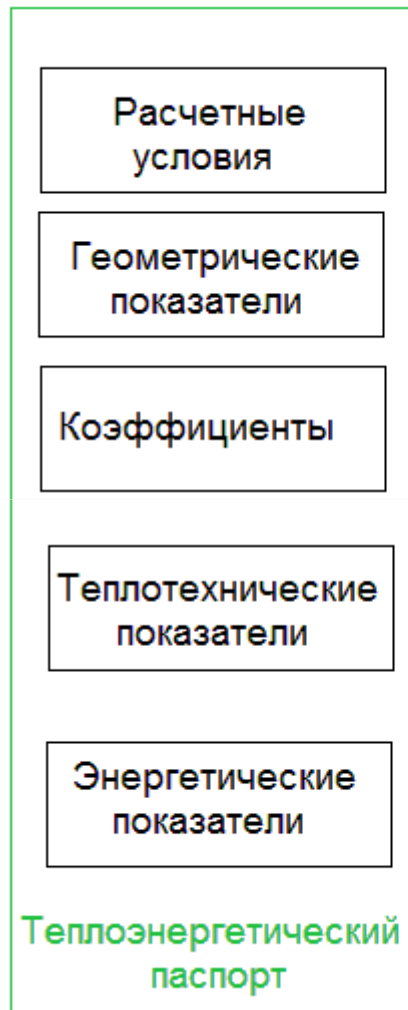 Расчетные
условия
Геометрические
показатели
Коэффициенты
Теплотехнические
показатели
Энергетические
показатели
Теплоэнергетический
паспорт